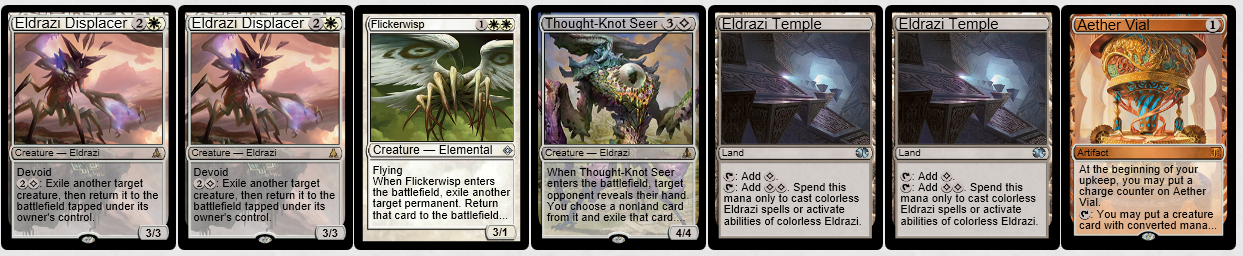 Eldrazi Displacer 2
Creature — Eldrazi
Devoid
2: Exile another target
creature, then return it to the
battlefield tapped under its
owner's control.
3/3
Eldrazi Displacer 2
Creature — Eldrazi
Devoid
2: Exile another target
creature, then return it to the
battlefield tapped under its
owner's control.
3/3
Flickerwisp 1
Creature — Elemental
Flying
When Flickerwisp enters
the battlefield, exile another
target permanent. Return
that card to the battlefield...
3/1
Thought-Knot Seer 3
Creature — Eldrazi
When Thought-Knot Seer
enters the battlefield, target
opponent reveals their hand.
You choose a nonland card
from it and exile that card....
4/4
Eldrazi Temple
Land
: Add .
: Add . Spend this
mana only to cast colorless
Eldrazi spells or activate
abilities of colorless Eldrazi.
Eldrazi Temple
Land
: Add .
: Add . Spend this
mana only to cast colorless
Eldrazi spells or activate
abilities of colorless Eldrazi.
Aether Vial 1
Artifact
At the beginning of your
upkeep, you may put a
charge counter on Aether
Vial.
: You may put a creature
card with converted mana...